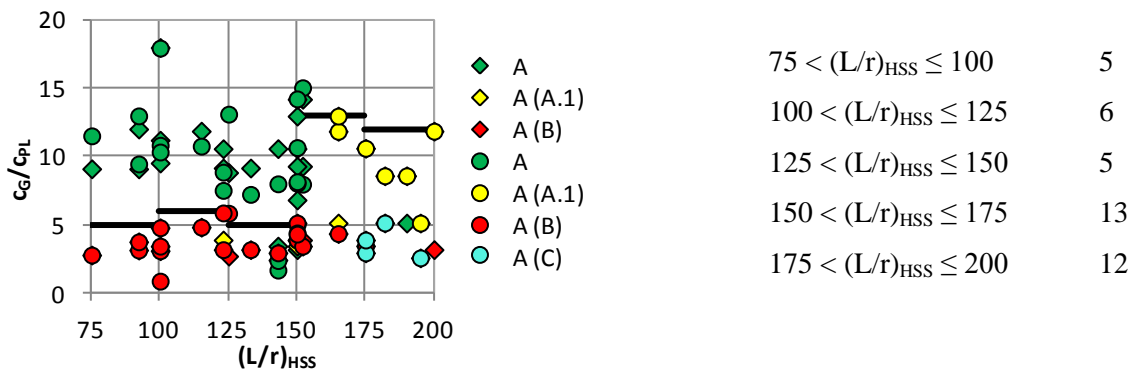 20
15
10
5
0
c_G/c_PL
75 100 125 150 175 200
(L/r)_HSS
A
A (A.1)
A (B)
A
A (A.1)
A (B)
A (C)
75 < (L/r)_HSS ≤ 100 5
100 < (L/r)_HSS ≤ 125 6
125 < (L/r)_HSS ≤ 150 5
150 < (L/r)_HSS ≤ 175 13
175 < (L/r)_HSS ≤ 200 12